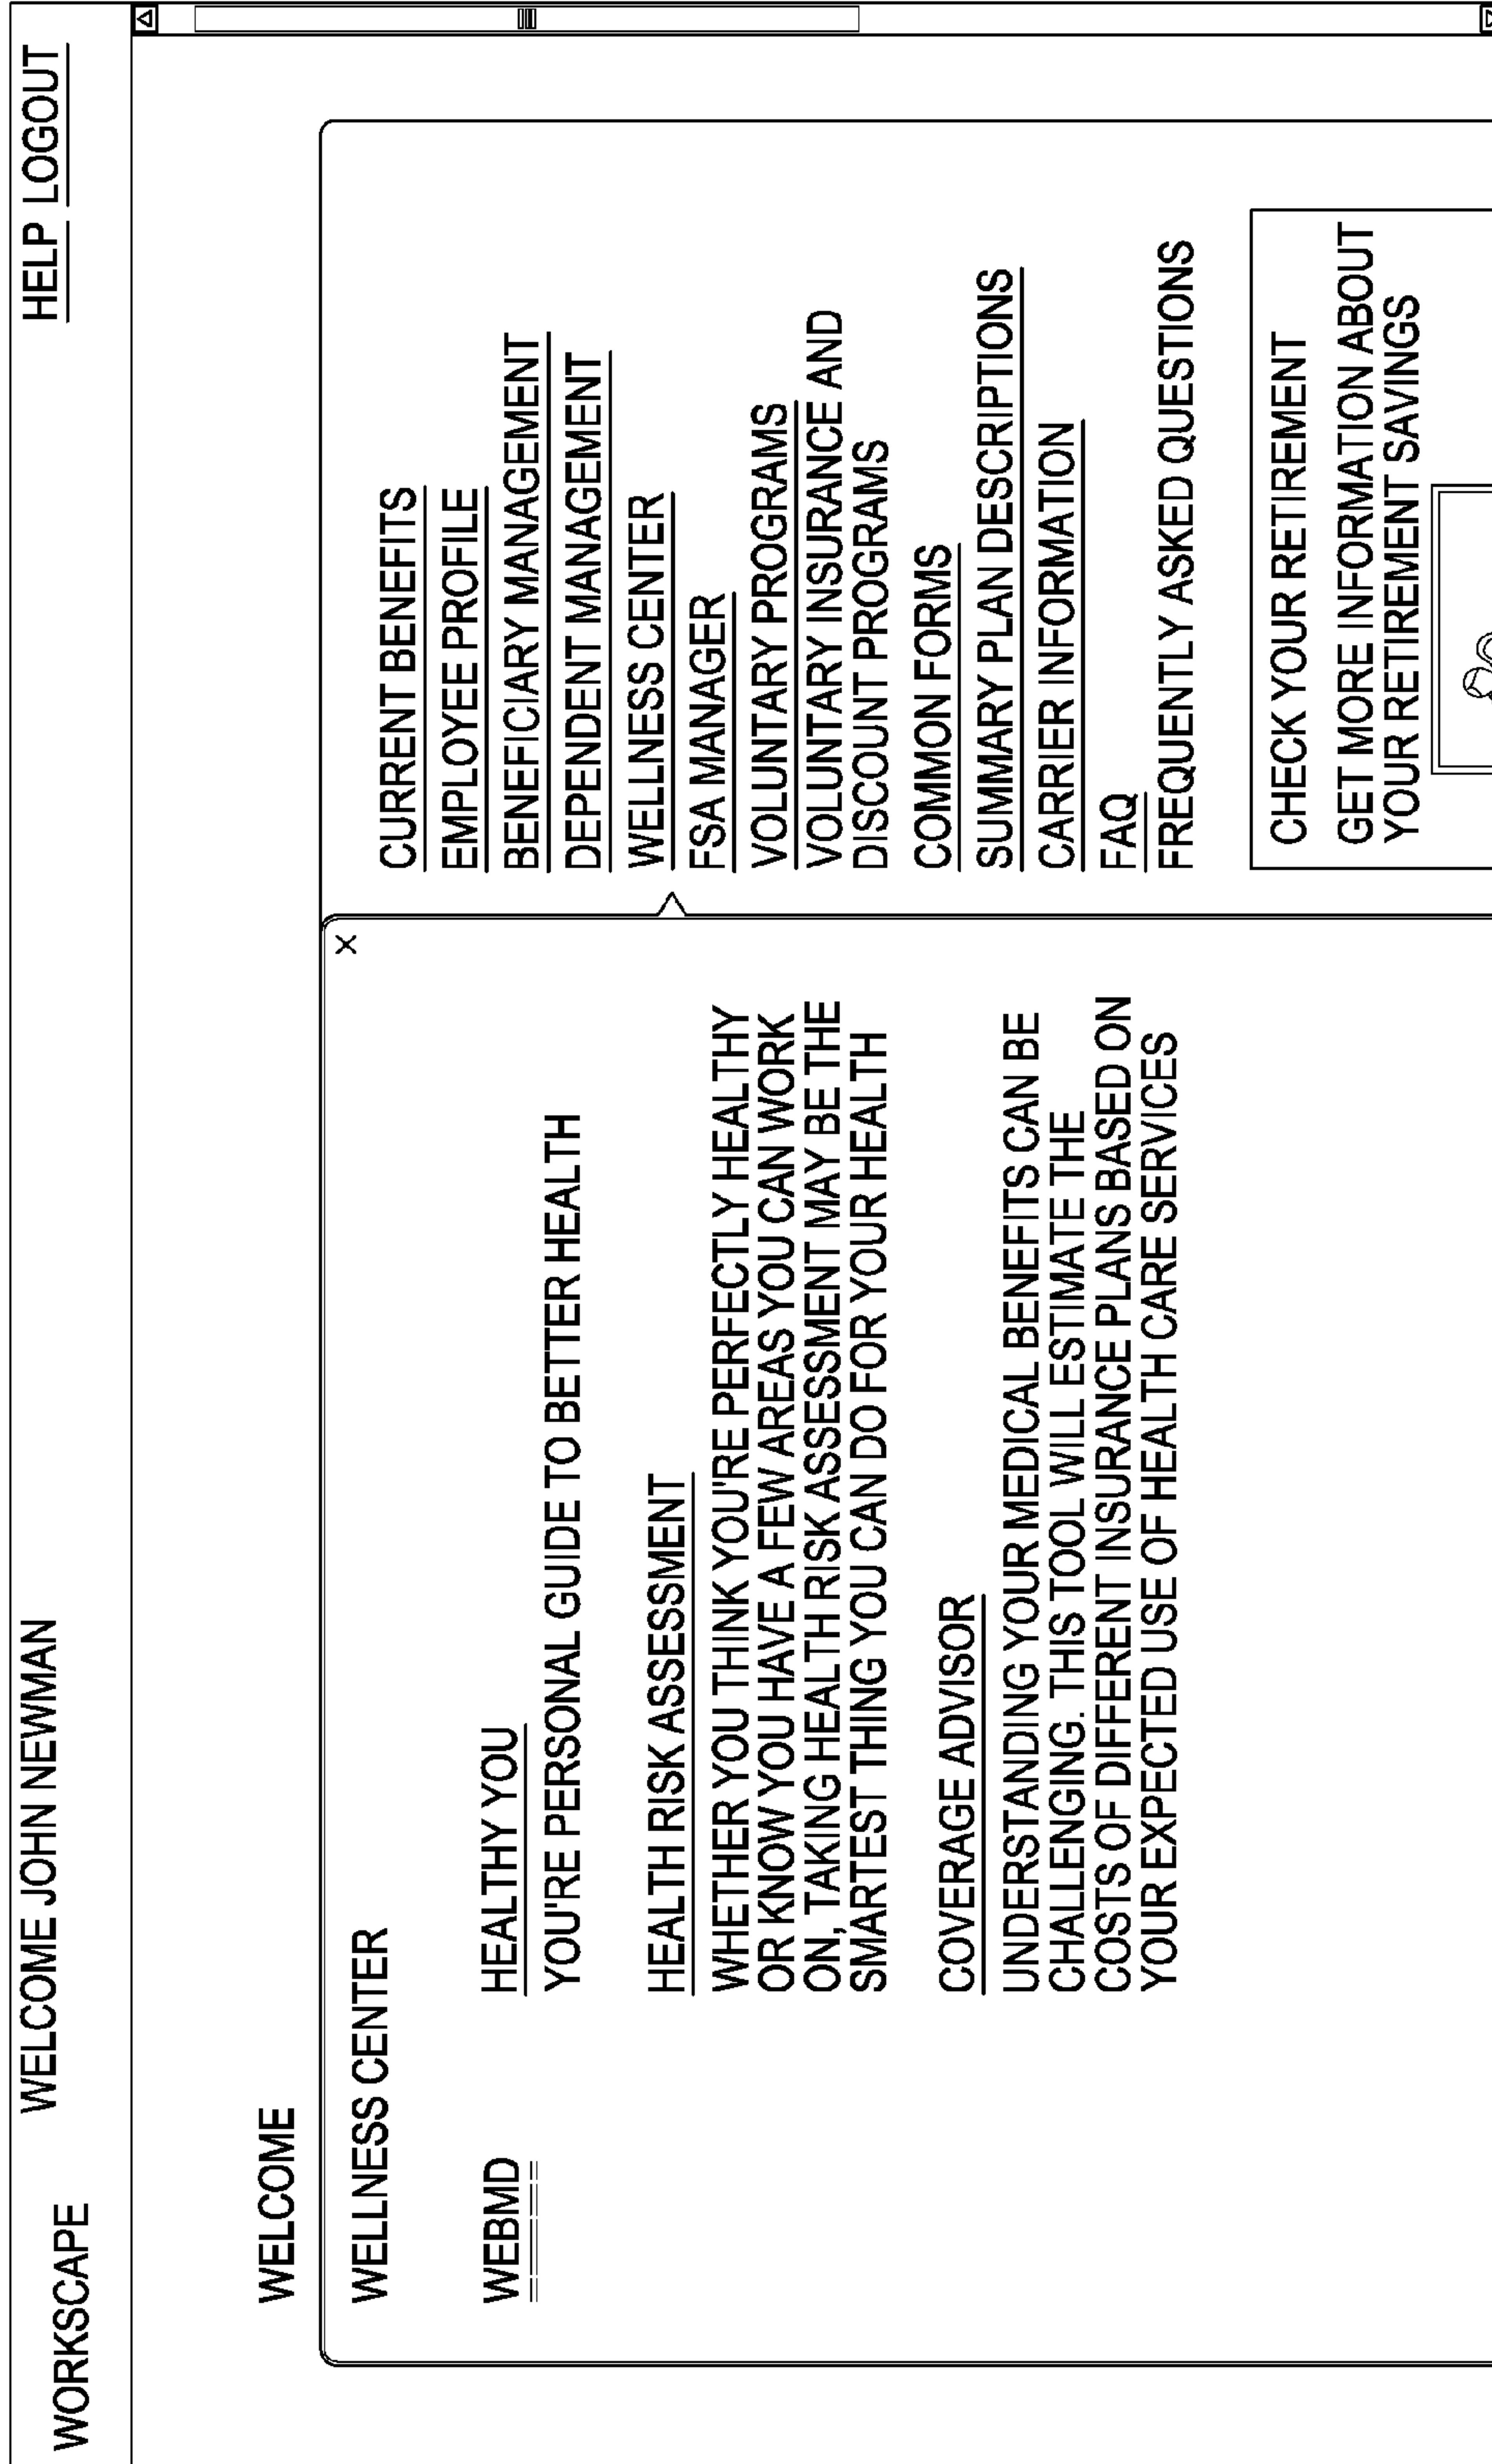 WORKSCAPE
WELCOME JOHN NEWMAN
HELP LOGOUT
WELCOME
WELLNESS CENTER
X
WEBMD
HEALTHY YOU
YOU'RE PERSONAL GUIDE TO BETTER HEALTH
HEALTH RISK ASSESSMENT
WHETHER YOU THINK YOU'RE PERFECTLY HEALTHY
OR KNOW YOU HAVE A FEW AREAS YOU CAN WORK
ON, TAKING HEALTH RISK ASSESSMENT MAY BE THE
SMARTEST THING YOU CAN DO FOR YOUR HEALTH
COVERAGE ADVISOR
UNDERSTANDING YOUR MEDICAL BENEFITS CAN BE
CHALLENGING. THIS TOOL WILL ESTIMATE THE
COSTS OF DIFFERENT INSURANCE PLANS BASED ON
YOUR EXPECTED USE OF HEALTH CARE SERVICES
CURRENT BENEFITS
EMPLOYEE PROFILE
BENEFICIARY MANAGEMENT
DEPENDENT MANAGEMENT
WELLNESS CENTER
FSA MANAGER
VOLUNTARY PROGRAMS
VOLUNTARY INSURANCE AND
DISCOUNT PROGRAMS
COMMON FORMS
SUMMARY PLAN DESCRIPTIONS
CARRIER INFORMATION
FAQ
FREQUENTLY ASKED QUESTIONS
CHECK YOUR RETIREMENT
GET MORE INFORMATION ABOUT
YOUR RETIREMENT SAVINGS